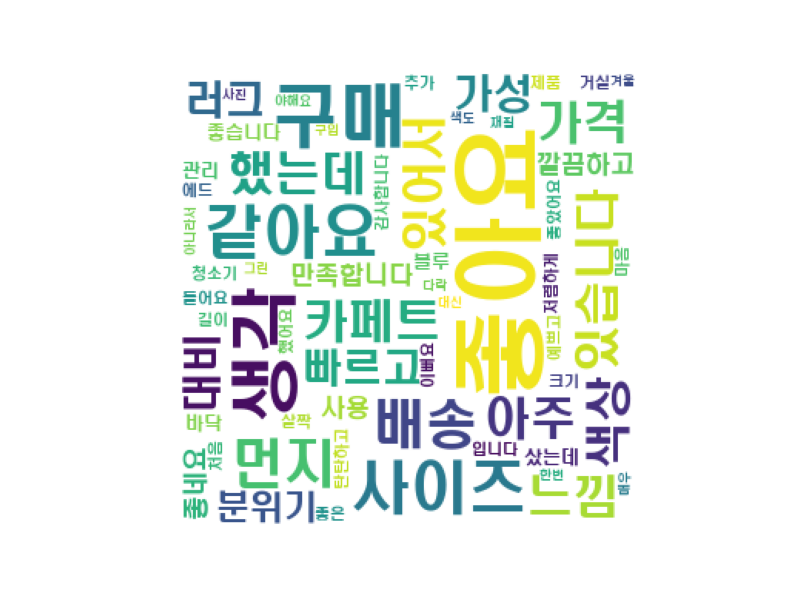 러그
사진
야해요
구매
추가
가성
제품
거실
겨울
좋습니다
구입
색도
재질
가격
관리
했는데
감사합니다
있어서
좋아요
깔끔하고
에드
같아요
좋았어요
있습니다
아니라서
청소기
그린
만족합니다
블루
다락
저렴하게
마음
들어요
길이
생각
했어요
카페트
대신
예쁘고
대비
빠르고
이뻐요
크기
바닥
살짝
사용
배송
아주
색상
좋네요
처음
먼지
탄탄하고
입니다
샀는데
분위기
좋은
사이즈
느낌
한번